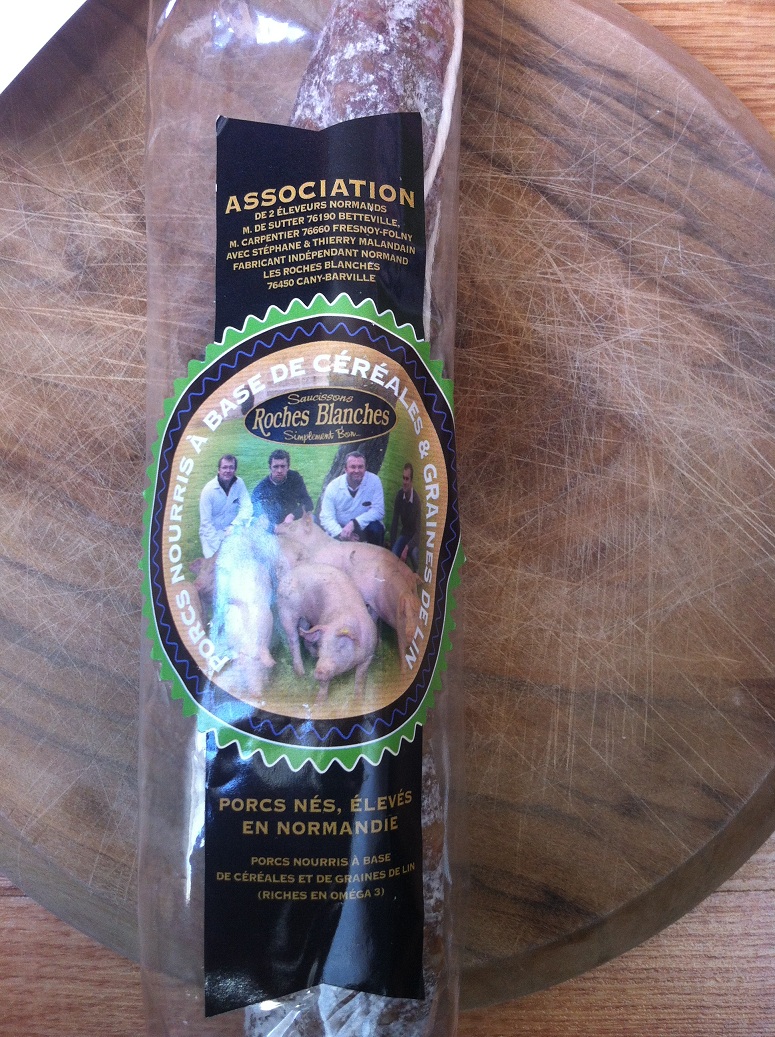 ASSOCIATION
DE 2 ÉLEVEURS NORMANDS
M. DE SUTTER 76190 BETTEVILLE,
M. CARPENTIER 76660 FRESNOY-FOLNY
AVEC STÉPHANE & THIERRY MALANDAIN
FABRICANT INDÉPENDANT NORMAND
LES ROCHES BLANCHES
76450 CANY-BARVILLE
PORCS NOURRIS À BASE DE CÉRÉALES & GRAINES DE LIN
Saucissons
Roches Blanches
Simplement Bon...
PORCS NÉS, ÉLEVÉS
EN NORMANDIE
PORCS NOURRIS À BASE
DE CÉRÉALES ET DE GRAINES DE LIN
(RICHES EN OMÉGA 3)